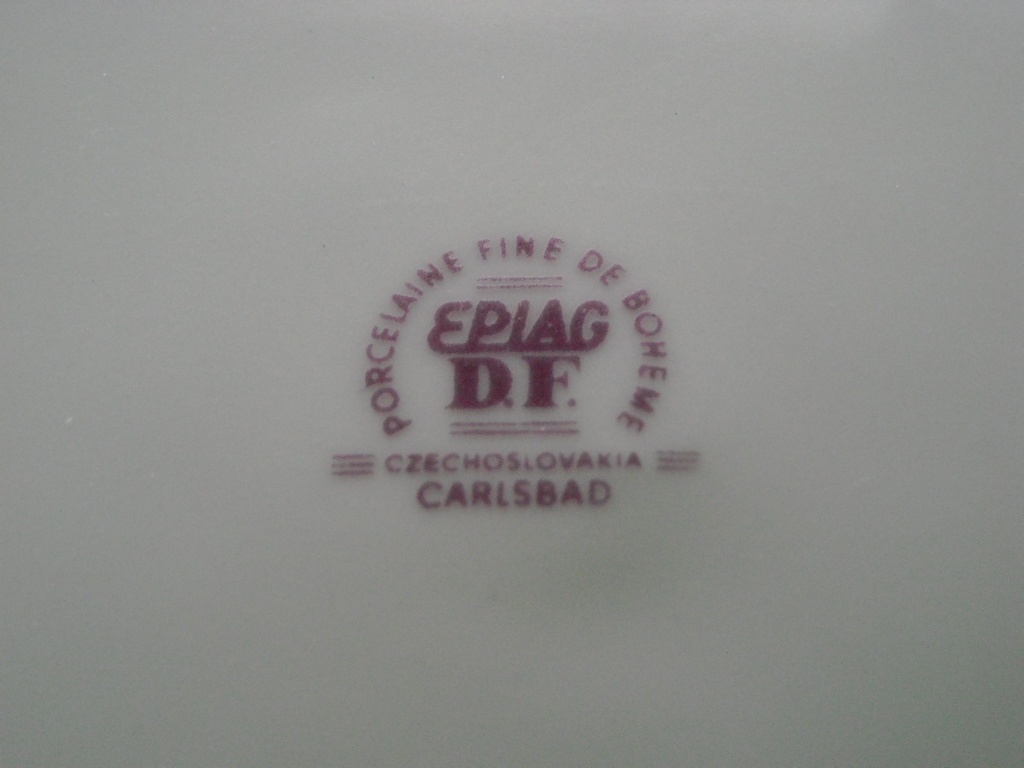 PORCELAINE FINE DE BOHEME
EPIAG
D.F.
CZECHOSLOVAKIA
CARLSBAD